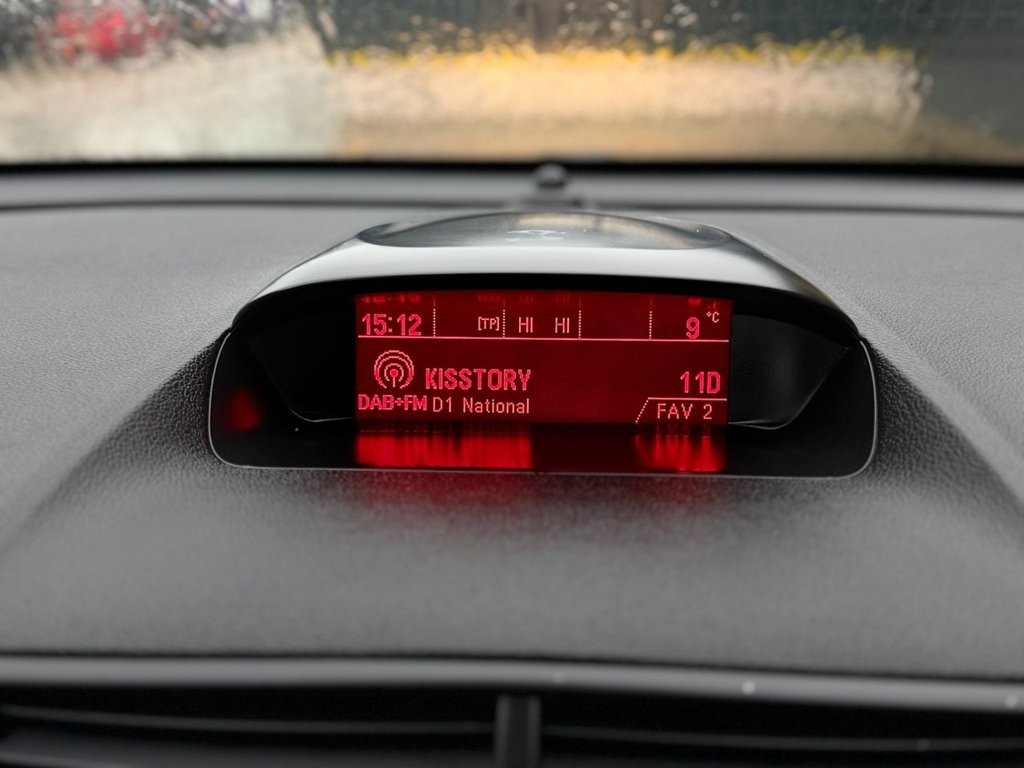 15:12 [TP] HI HI 9 °C
KISSTORY 11D
DAB+FM D1 National FAV 2